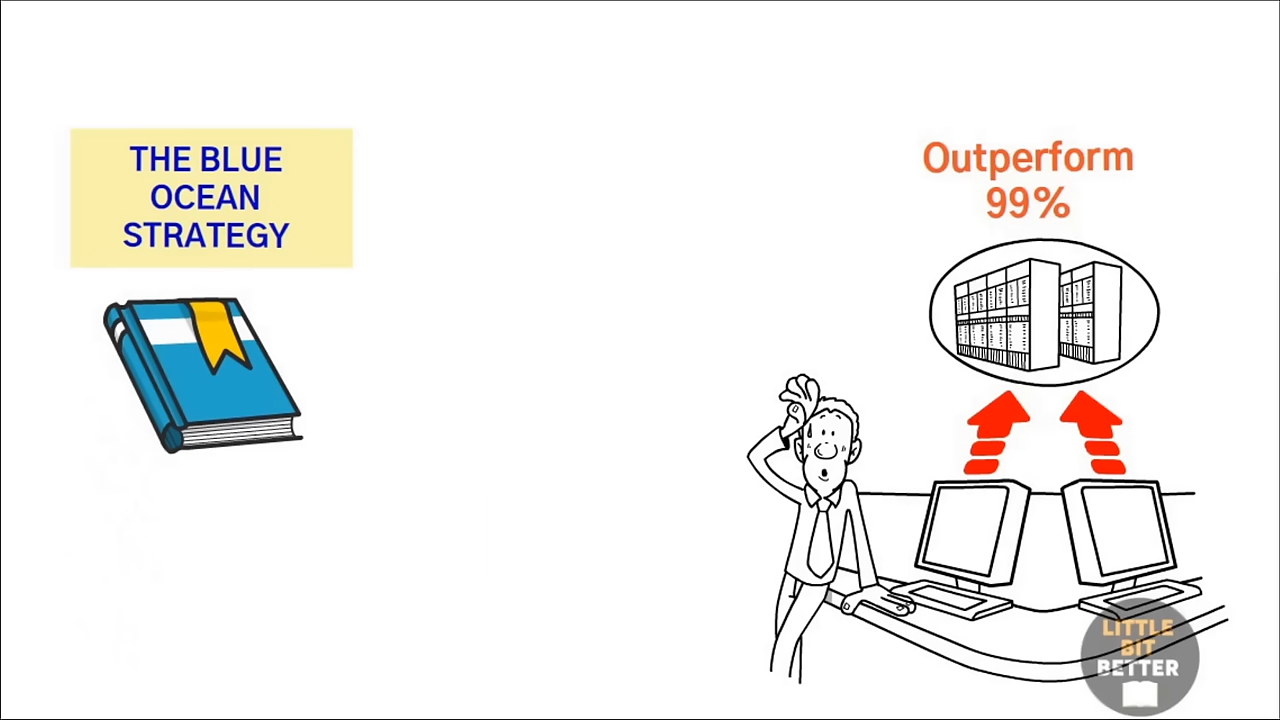 THE BLUE
OCEAN
STRATEGY
Outperform
99%
LITTLE
BIT
BETTER